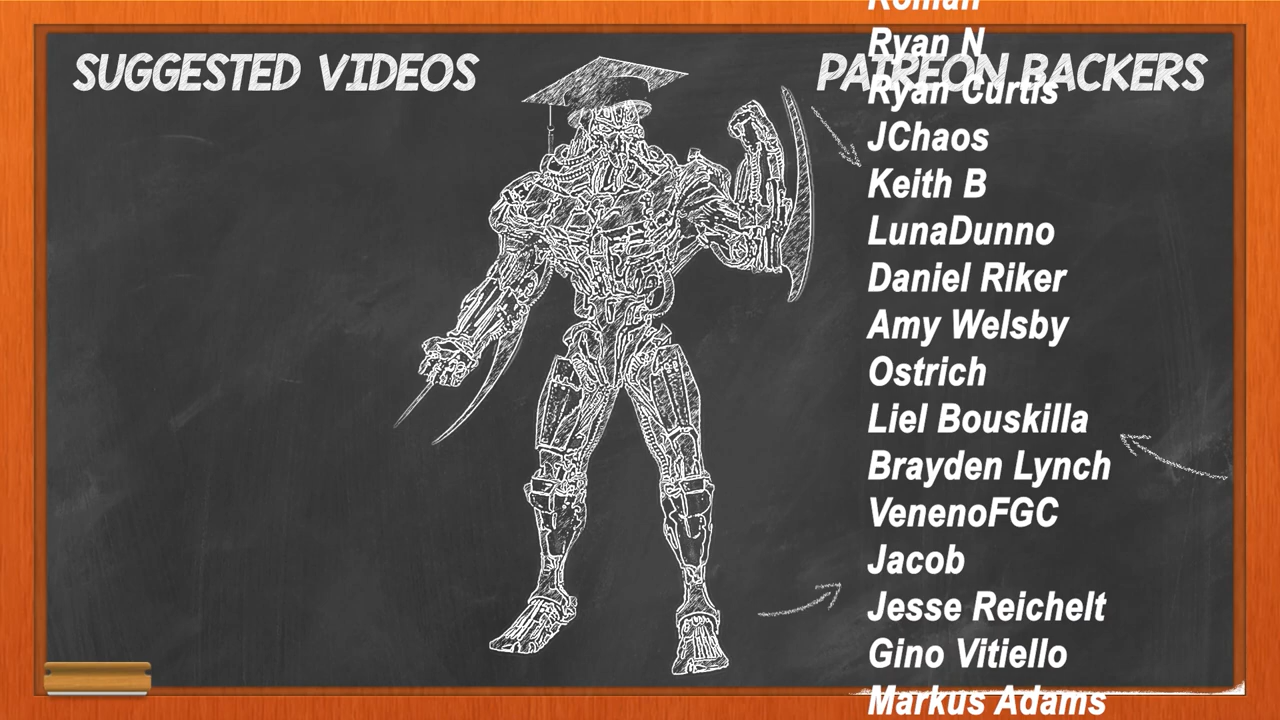 SUGGESTED VIDEOS
PATREON BACKERS
Roman
Ryan N
Ryan Curtis
JChaos
Keith B
LunaDunno
Daniel Riker
Amy Welsby
Ostrich
Liel Bouskilla
Brayden Lynch
VenenoFGC
Jacob
Jesse Reichelt
Gino Vitiello
Markus Adams